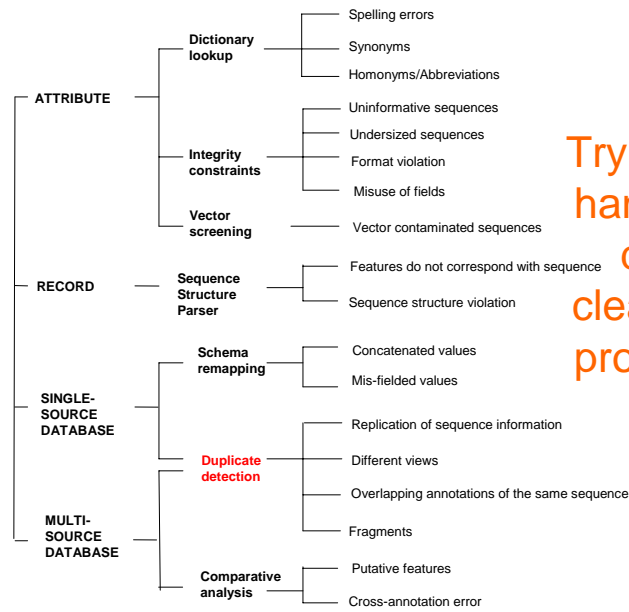 Spelling errors
Dictionary
lookup
Synonyms
Homonyms/Abbreviations
ATTRIBUTE
Uninformative sequences
Undersized sequences
Integrity
constraints
Format violation
Misuse of fields
Vector
screening
Vector contaminated sequences
RECORD
Sequence
Structure
Parser
Features do not correspond with sequence
Sequence structure violation
Schema
remapping
Concatenated values
Mis-fielded values
SINGLE-
SOURCE
DATABASE
Duplicate
detection
Replication of sequence information
Different views
Overlapping annotations of the same sequence
Fragments
MULTI-
SOURCE
DATABASE
Comparative
analysis
Putative features
Cross-annotation error
Try